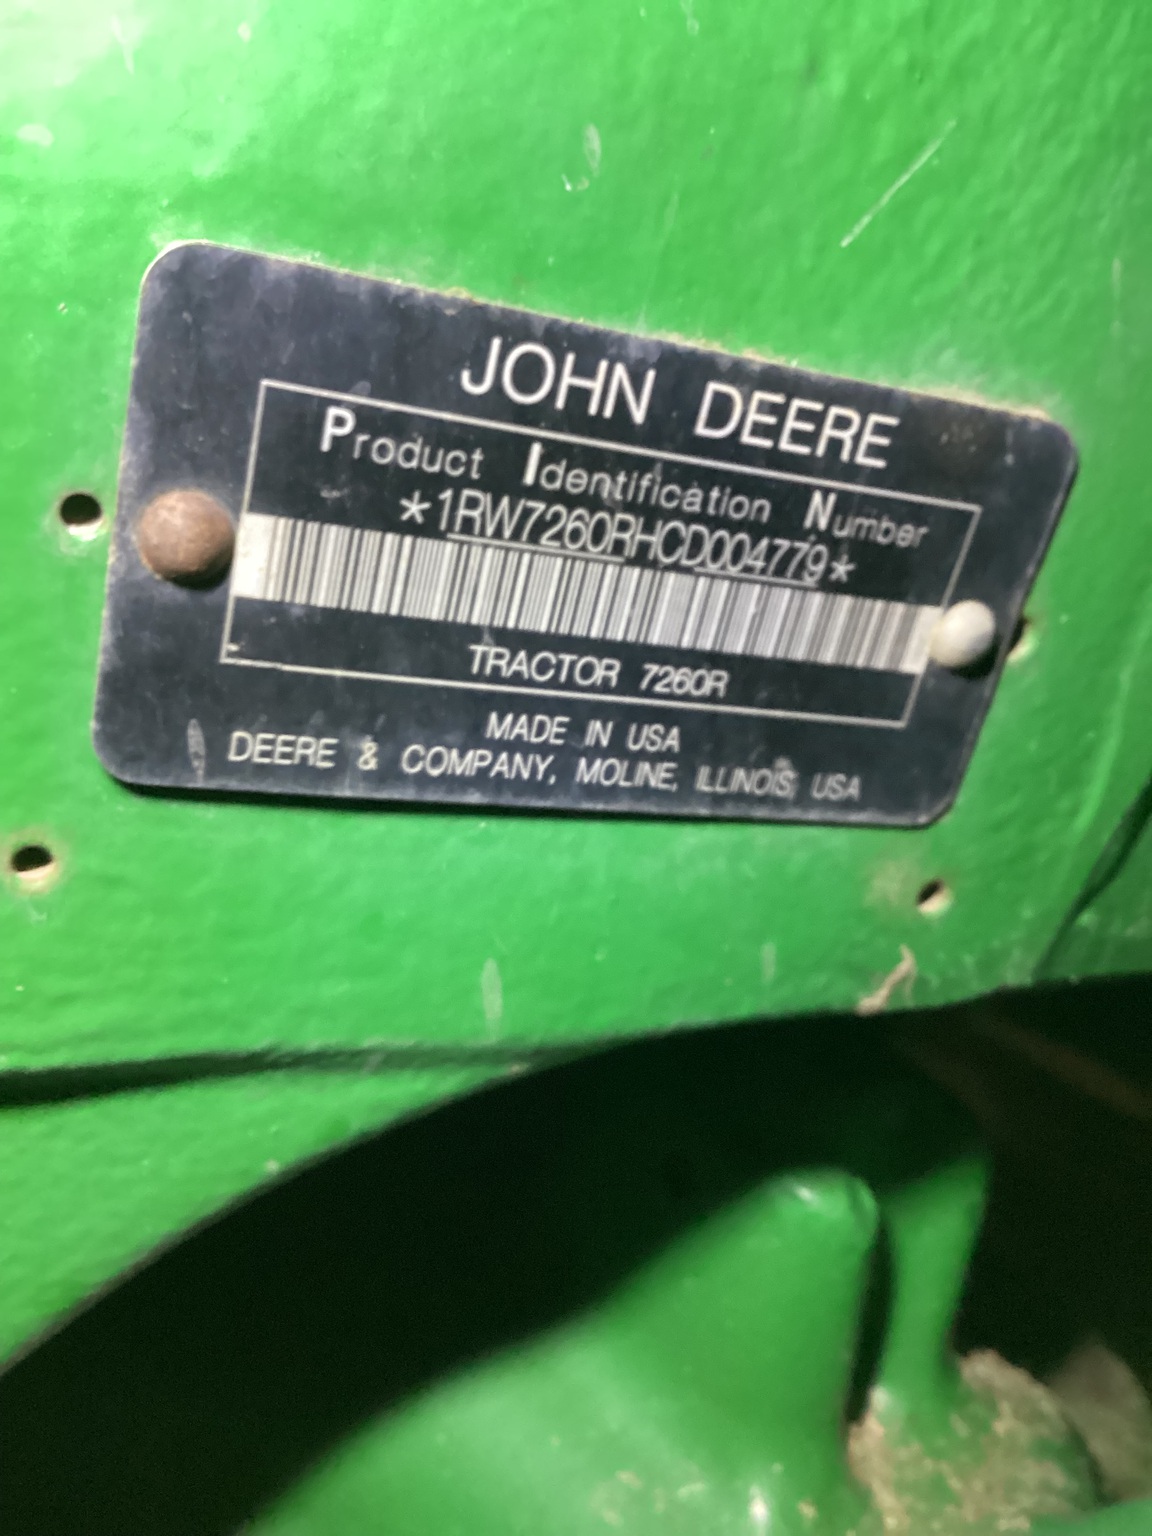 JOHN DEERE
Product Identification Number
*1RW7260RHCD004779*
TRACTOR 7260R
MADE IN USA
DEERE & COMPANY, MOLINE, ILLINOIS, USA